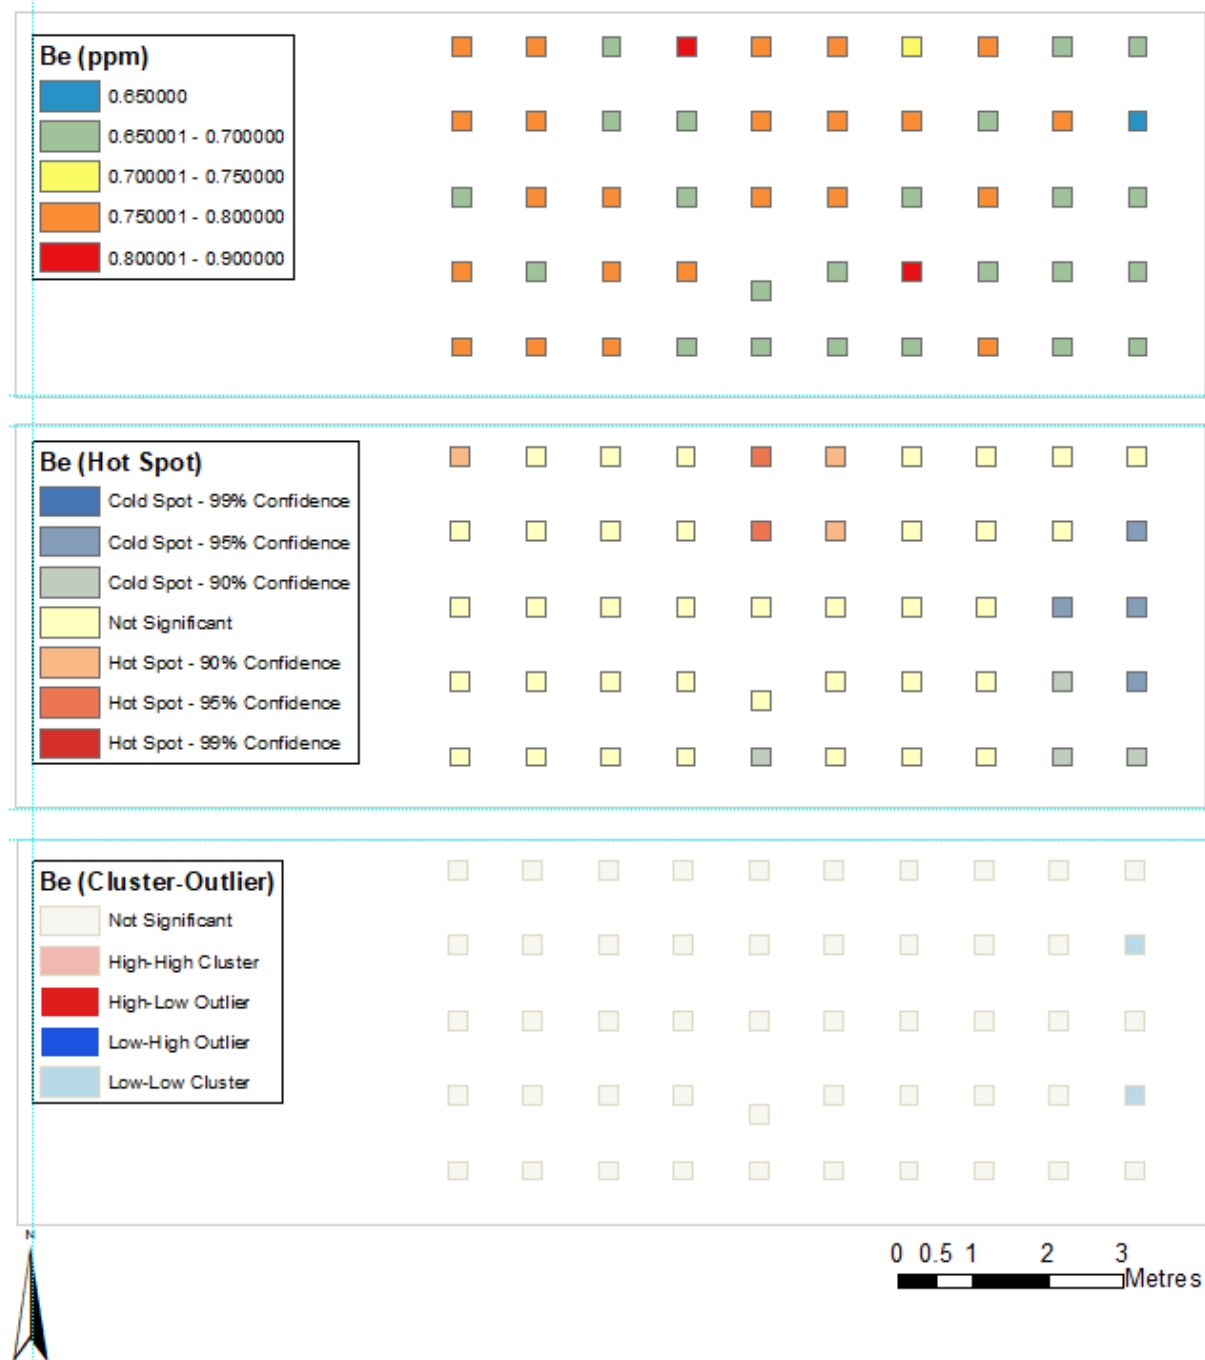 Be (ppm)
0.650000
0.650001 - 0.700000
0.700001 - 0.750000
0.750001 - 0.800000
0.800001 - 0.900000
Be (Hot Spot)
Cold Spot - 99% Confidence
Cold Spot - 95% Confidence
Cold Spot - 90% Confidence
Not Significant
Hot Spot - 90% Confidence
Hot Spot - 95% Confidence
Hot Spot - 99% Confidence
Be (Cluster-Outlier)
Not Significant
High-High Cluster
High-Low Outlier
Low-High Outlier
Low-Low Cluster
N
0 0.5 1 2 3
Metres